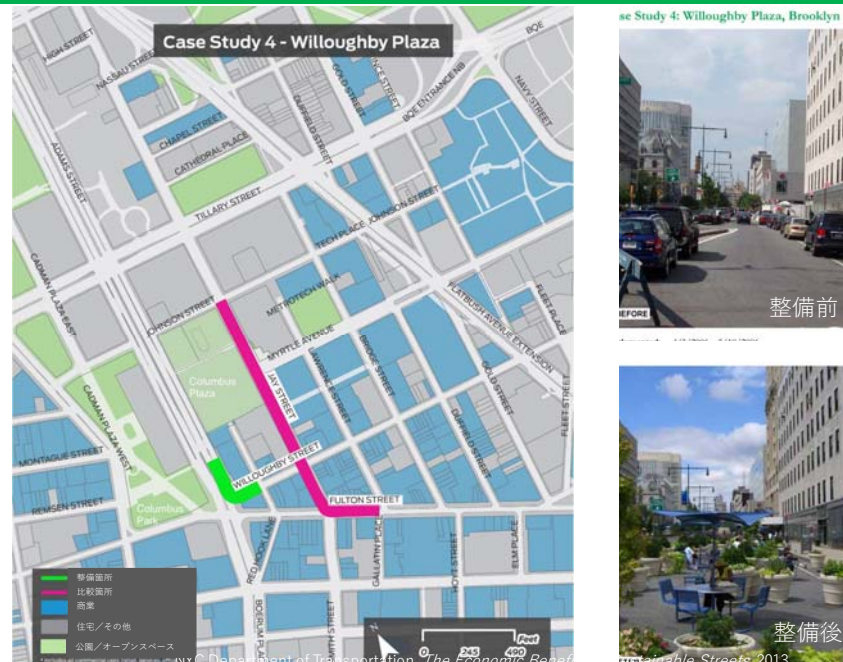 Case Study 4 - Willoughby Plaza
HIGH STREET
NASSAU STREET
ADAMS STREET
CHAPEL STREET
CATHEDRAL PLACE
GOLD STREET
DUFFIELD STREET
BQE
BQE ENTRANCE N/B
NAVY STREET
TILLARY STREET
TECH PLACE
JOHNSON STREET
JOHNSON STREET
CADMAN PLAZA EAST
METROTECH WALK
MYRTLE AVENUE
FLATBUSH AVENUE EXTENSION
FLEET PLACE
Columbus
Plaza
JAY STREET
LAWRENCE STREET
BRIDGE STREET
GOLD STREET
DUFFIELD STREET
FLEET STREET
CADMAN PLAZA WEST
MONTAGUE STREET
REMSEN STREET
WILLOUGHBY STREET
Columbus
Park
FULTON STREET
RED HOOK LANE
GALLATIN PLACE
HOYT STREET
ELM PLACE
BOERUM PLACE
SMITH STREET
整備箇所
比較箇所
商業
住宅／その他
公園／オープンスペース
N
0 245 490 Feet
se Study 4: Willoughby Plaza, Brooklyn
BEFORE
整備前
整備後
NYC Department of Transportation, The Economic Benef
ustainable Streets, 2013